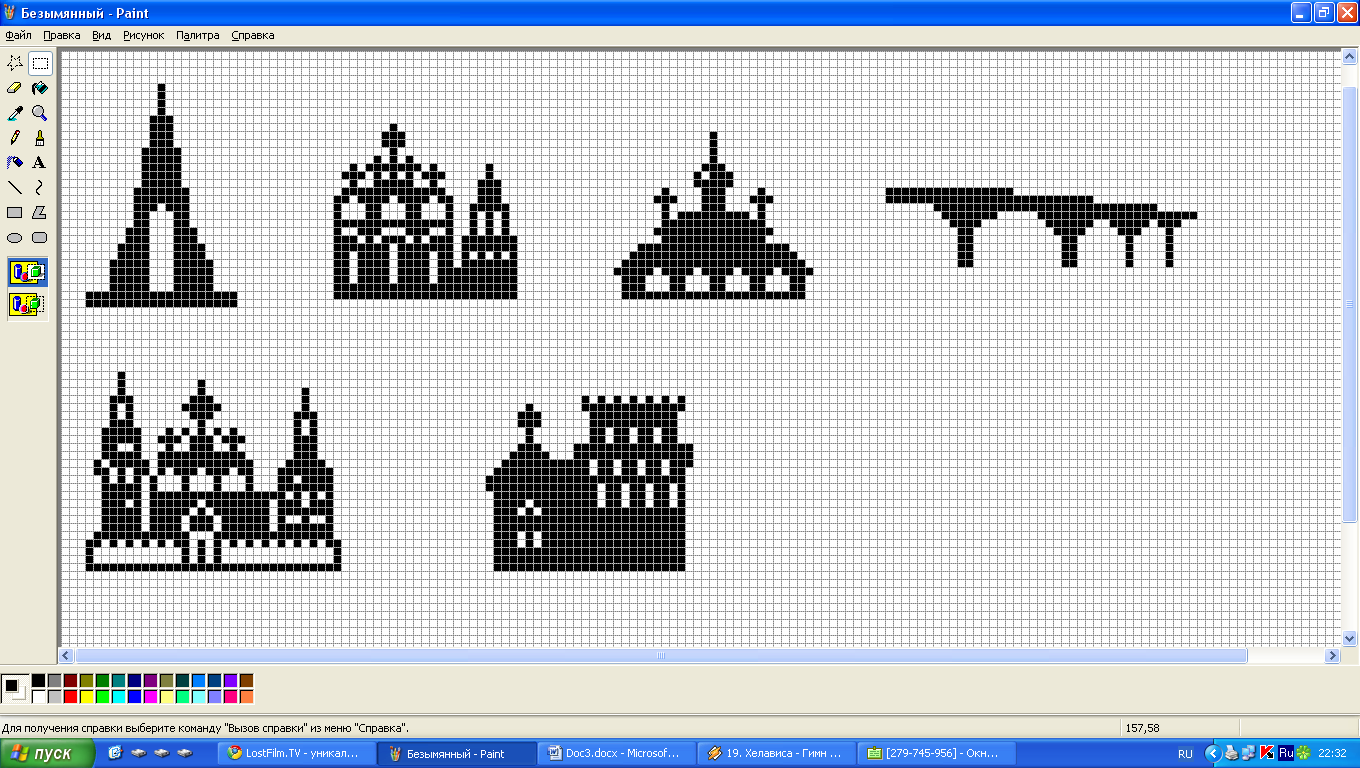 Безымянный - Paint
Файл Правка Вид Рисунок Палитра Справка
A
Для получения справки выберите команду "Вызов справки" из меню "Справка".
157,58
пуск
LostFilm.TV - уникал...
Безымянный - Paint
Doc3.docx - Microsof...
19. Хелависа - Гимн ...
[279-745-956] - Окн...
RU
Ru
22:32